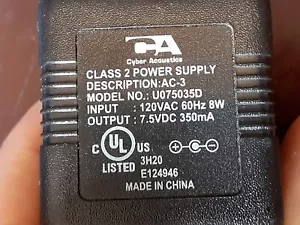 CA
Cyber Acoustics
CLASS 2 POWER SUPPLY
DESCRIPTION:AC-3
MODEL NO.: U075035D
INPUT : 120VAC 60Hz 8W
OUTPUT : 7.5VDC 350mA
C UL US
LISTED 3H20
E124946
MADE IN CHINA